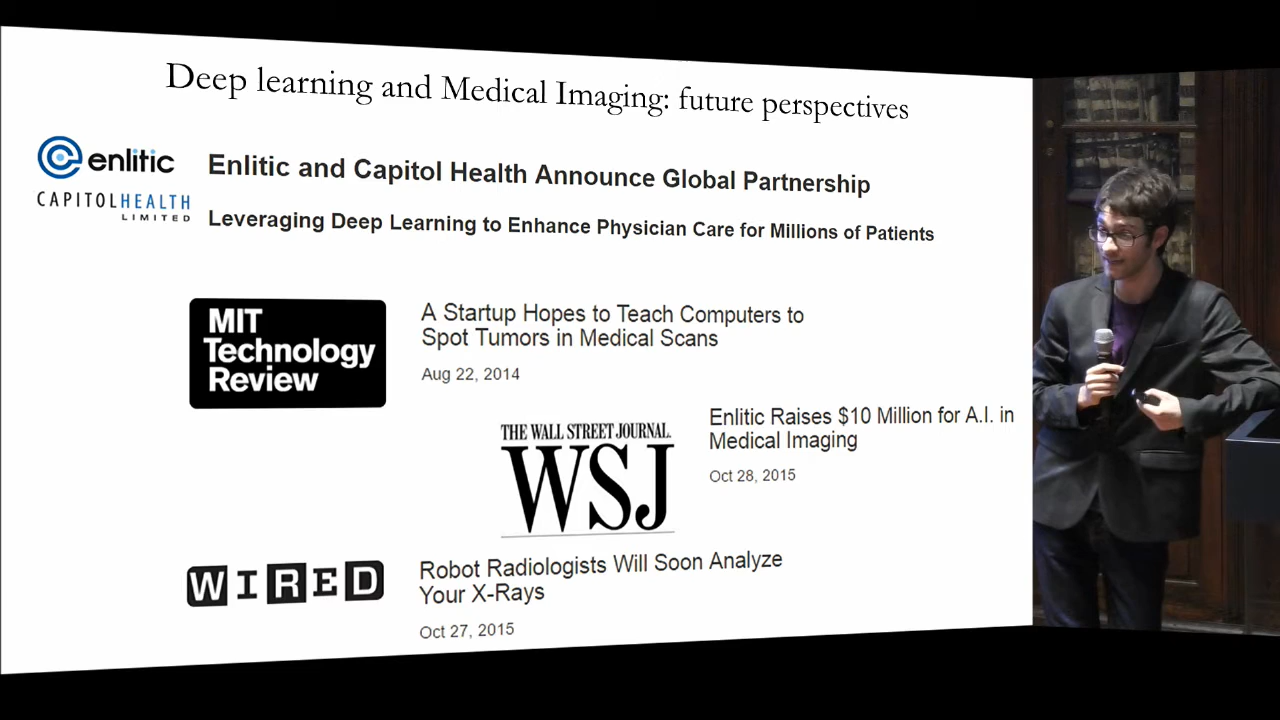 Deep learning and Medical Imaging: future perspectives
enlitic
CAPITOLHEALTH
LIMITED
Enlitic and Capitol Health Announce Global Partnership
Leveraging Deep Learning to Enhance Physician Care for Millions of Patients
MIT
Technology
Review
A Startup Hopes to Teach Computers to
Spot Tumors in Medical Scans
Aug 22, 2014
THE WALL STREET JOURNAL.
WSJ
Enlitic Raises $10 Million for A.I. in
Medical Imaging
Oct 28, 2015
WIRED
Robot Radiologists Will Soon Analyze
Your X-Rays
Oct 27, 2015